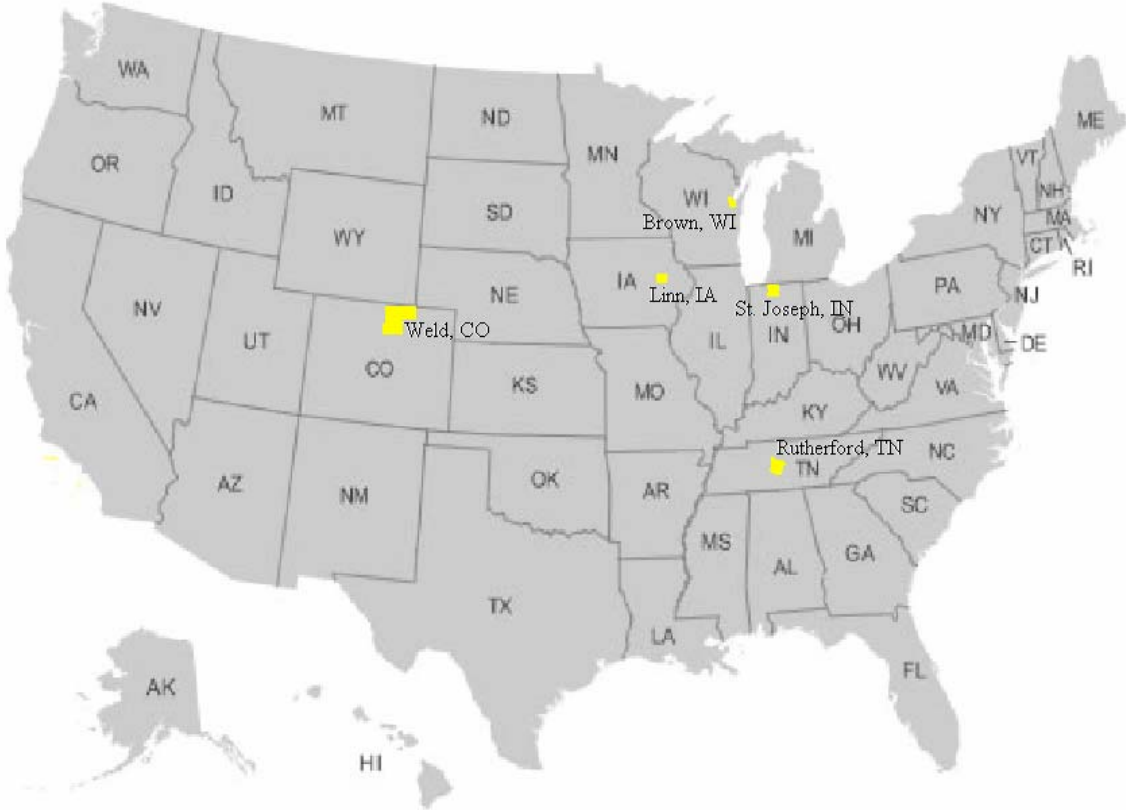 WA
MT
ND
MN
ME
OR
ID
VT
NH
WI
SD
NY
MA
WY
Brown, WI
MI
CT
RI
IA
NE
Linn, IA
St. Joseph, IN
PA
NJ
NV
Weld, CO
UT
IL
IN
OH
MD
DE
CO
WV
KS
MO
VA
CA
KY
Rutherford, TN
NC
TN
AZ
NM
OK
AR
SC
MS
AL
GA
TX
LA
FL
AK
HI